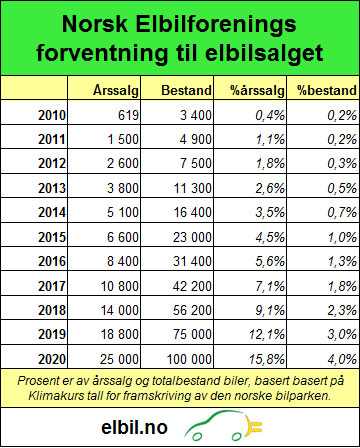 Norsk Elbilforenings
forventning til elbilsalget
Årssalg Bestand %årssalg %bestand
2010 619 3 400 0,4% 0,2%
2011 1 500 4 900 1,1% 0,2%
2012 2 600 7 500 1,8% 0,3%
2013 3 800 11 300 2,6% 0,5%
2014 5 100 16 400 3,5% 0,7%
2015 6 600 23 000 4,5% 1,0%
2016 8 400 31 400 5,6% 1,3%
2017 10 800 42 200 7,1% 1,8%
2018 14 000 56 200 9,1% 2,3%
2019 18 800 75 000 12,1% 3,0%
2020 25 000 100 000 15,8% 4,0%
Prosent er av årssalg og totalbestand biler, basert basert på
Klimakurs tall for framskriving av den norske bilparken.
elbil.no